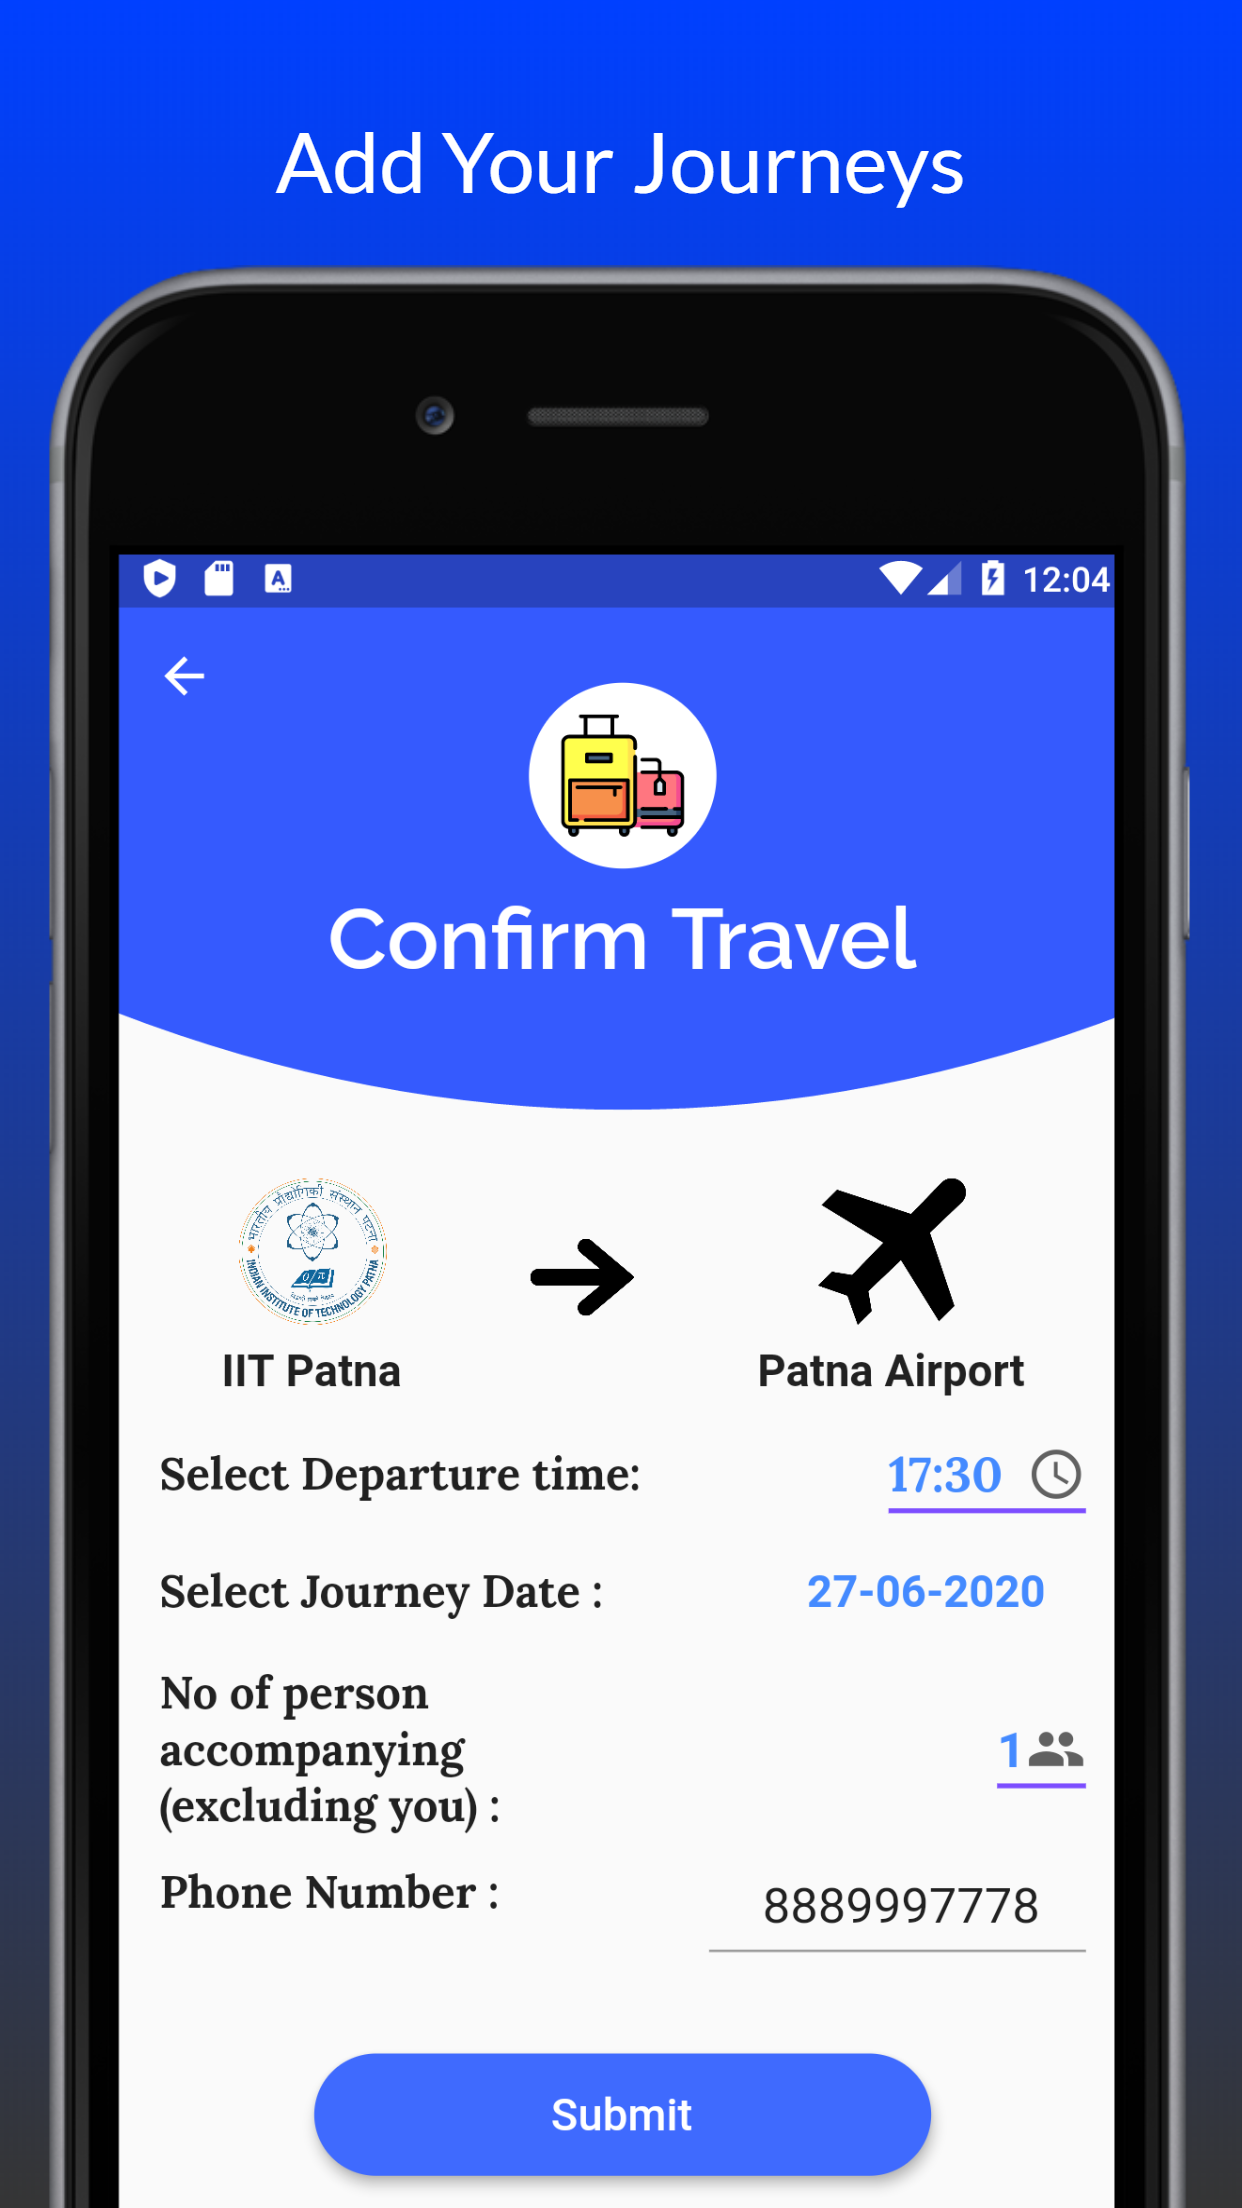 Add Your Journeys
A
12:04
Confirm Travel
भारतीय प्रौद्योगिकी संस्थान पटना
INDIAN INSTITUTE OF TECHNOLOGY PATNA
IIT Patna
Patna Airport
Select Departure time:
17:30
Select Journey Date :
27-06-2020
No of person
accompanying
(excluding you) :
1
Phone Number :
8889997778
Submit